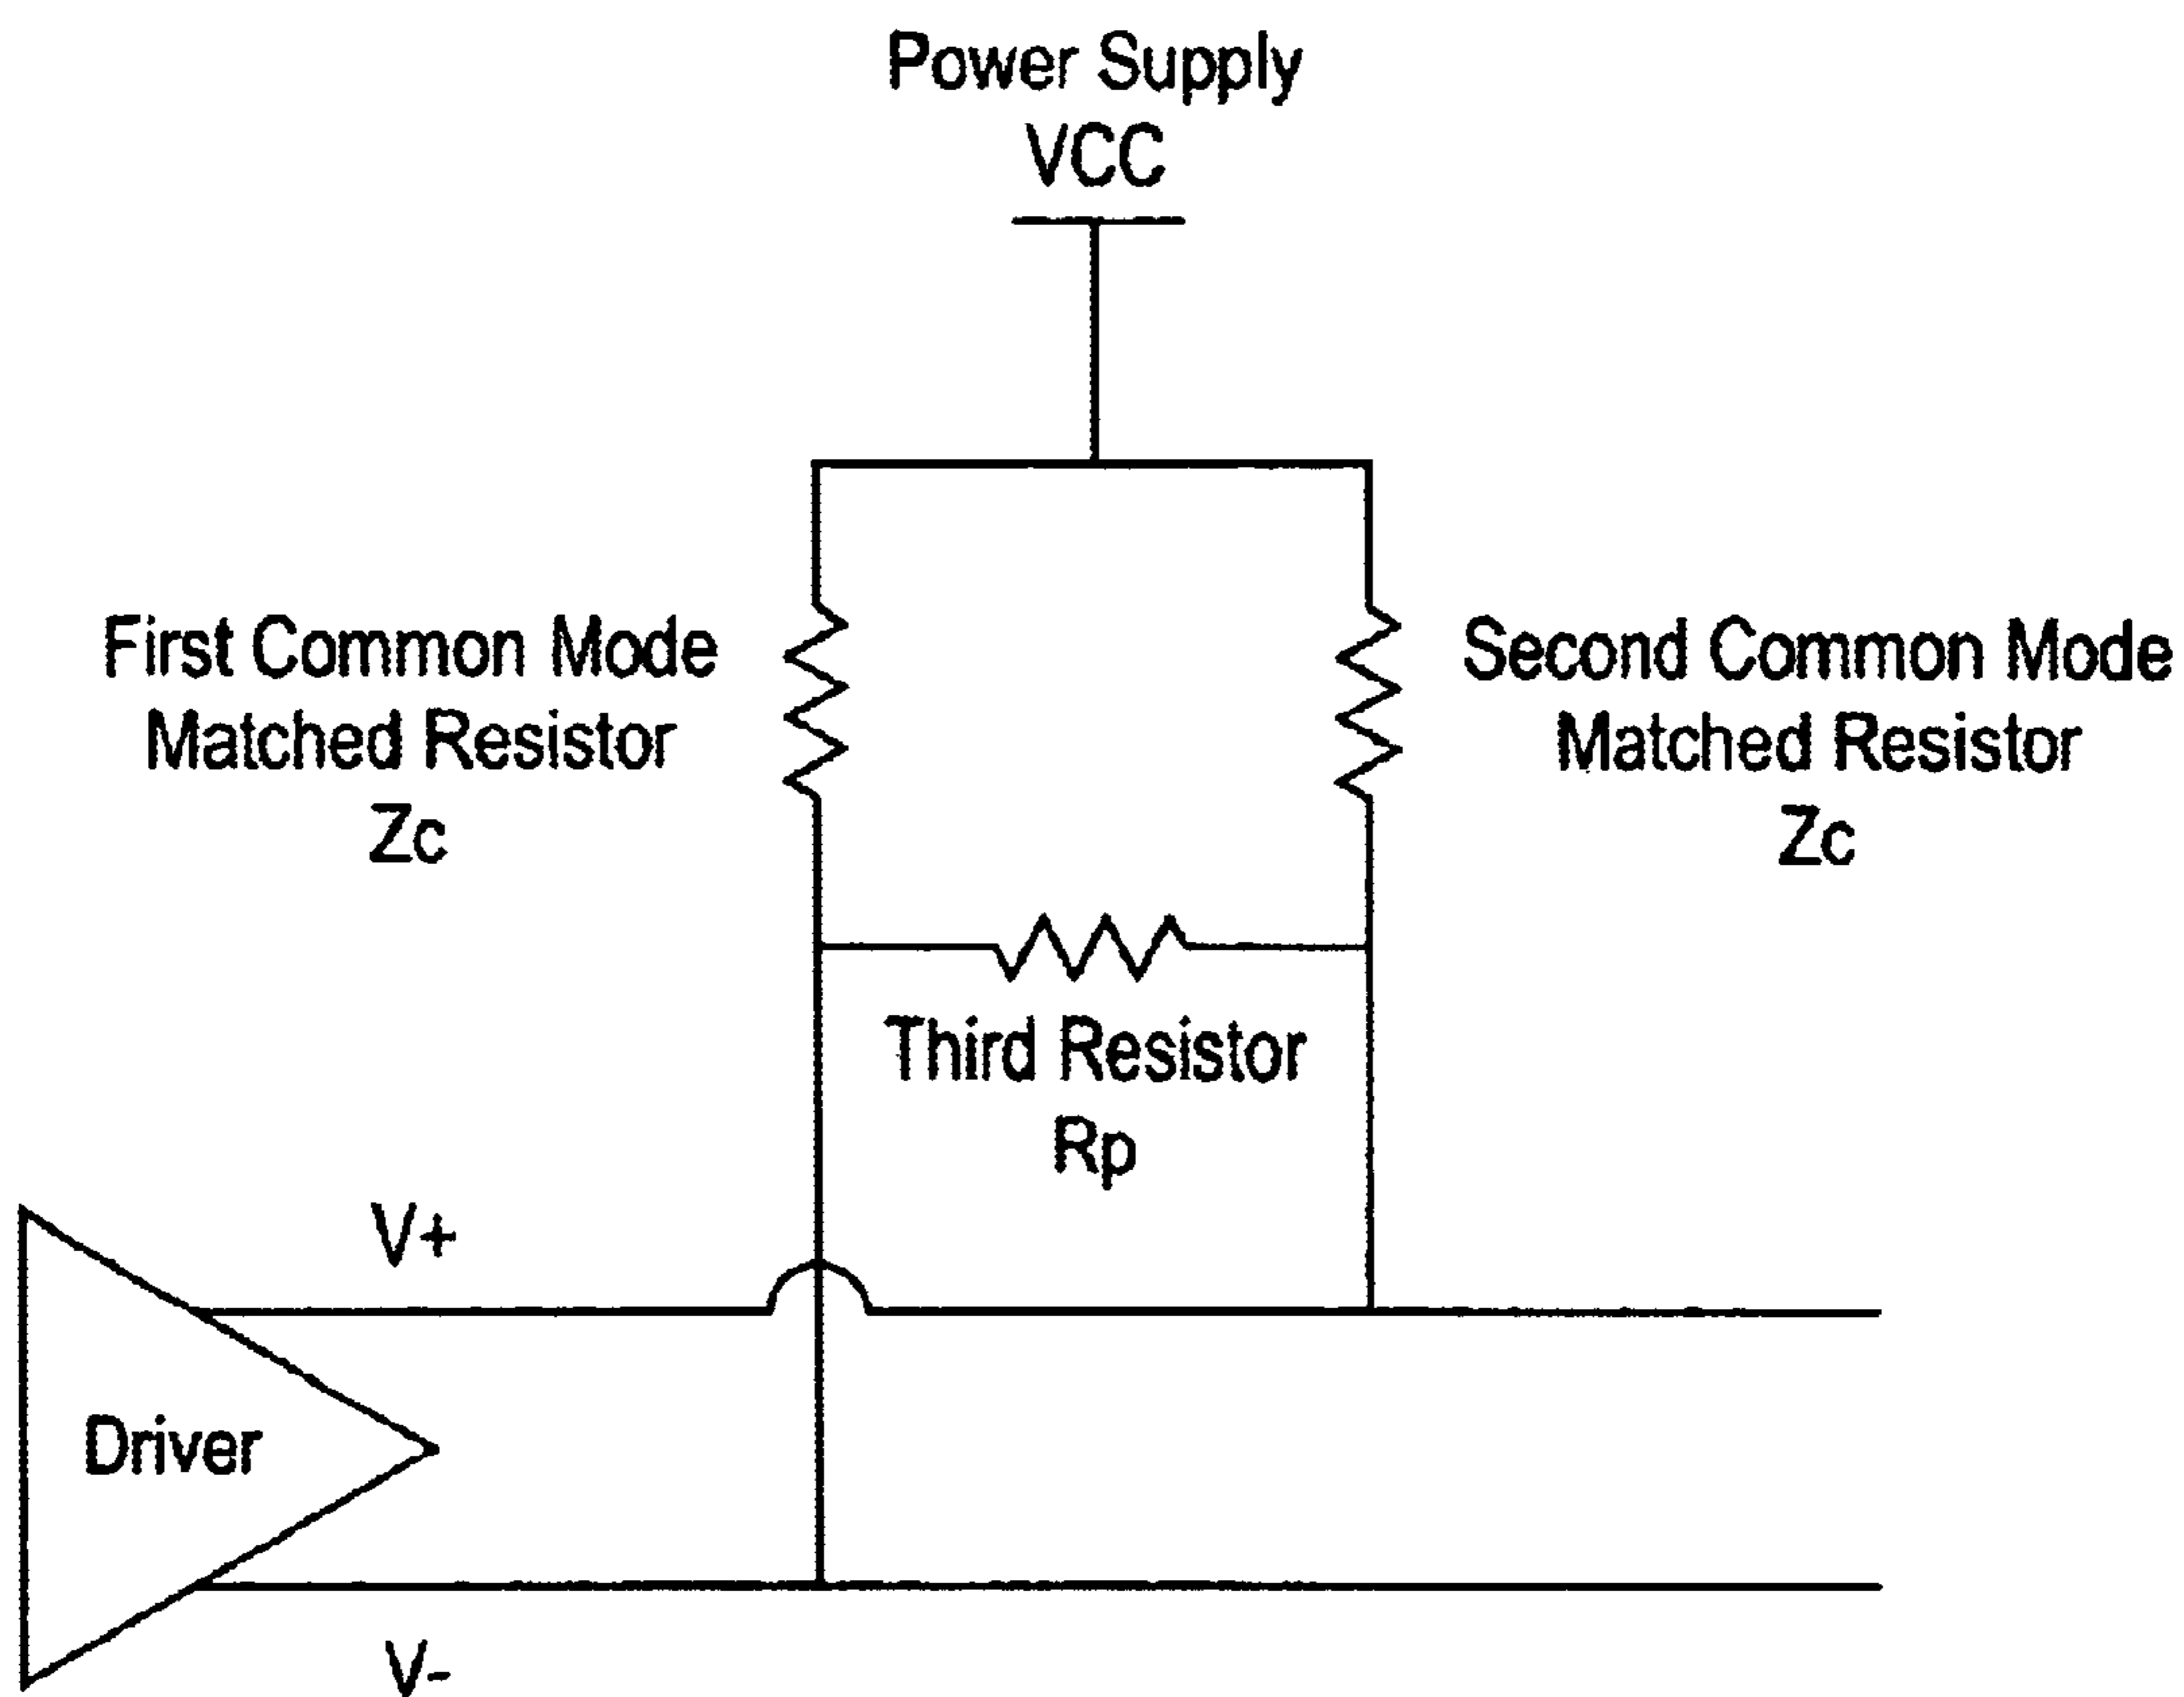 Power Supply
VCC
First Common Mode
Matched Resistor
Zc
Second Common Mode
Matched Resistor
Zc
Third Resistor
Rp
V+
Driver
V-